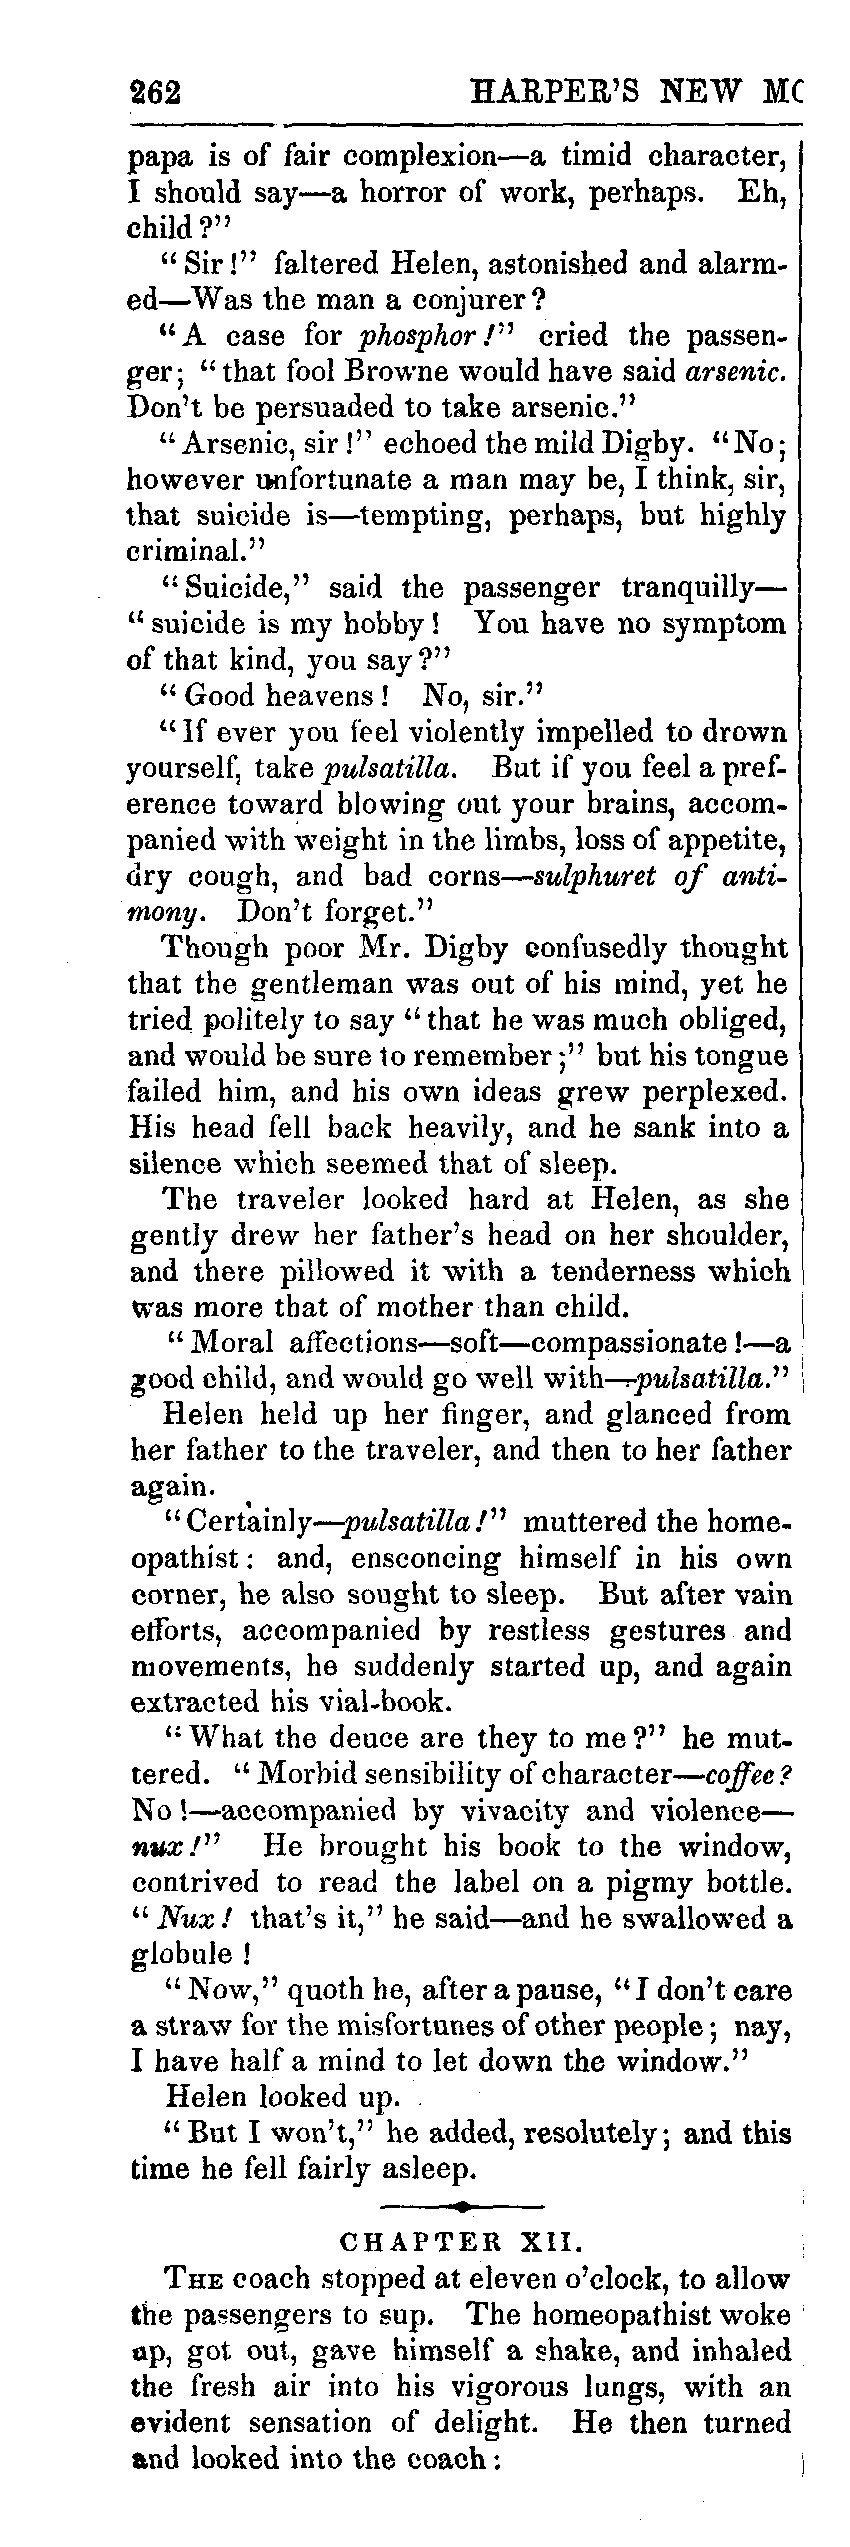 262 HARPER'S NEW MC
papa is of fair complexion—a timid character,
I should say—a horror of work, perhaps. Eh,
child?"
"Sir!" faltered Helen, astonished and alarm-
ed—Was the man a conjurer?
"A case for phosphor!" cried the passen-
ger; "that fool Browne would have said arsenic.
Don't be persuaded to take arsenic."
"Arsenic, sir!" echoed the mild Digby. "No;
however unfortunate a man may be, I think, sir,
that suicide is—tempting, perhaps, but highly
criminal."
"Suicide," said the passenger tranquilly—
"suicide is my hobby! You have no symptom
of that kind, you say?"
"Good heavens! No, sir."
"If ever you feel violently impelled to drown
yourself, take pulsatilla. But if you feel a pref-
erence toward blowing out your brains, accom-
panied with weight in the limbs, loss of appetite,
dry cough, and bad corns—sulphuret of anti-
mony. Don't forget."
Though poor Mr. Digby confusedly thought
that the gentleman was out of his mind, yet he
tried politely to say "that he was much obliged,
and would be sure to remember;" but his tongue
failed him, and his own ideas grew perplexed.
His head fell back heavily, and he sank into a
silence which seemed that of sleep.
The traveler looked hard at Helen, as she
gently drew her father's head on her shoulder,
and there pillowed it with a tenderness which
was more that of mother than child.
"Moral affections—soft—compassionate!—a
good child, and would go well with—pulsatilla."
Helen held up her finger, and glanced from
her father to the traveler, and then to her father
again.
"Certainly—pulsatilla!" muttered the home-
opathist: and, ensconcing himself in his own
corner, he also sought to sleep. But after vain
efforts, accompanied by restless gestures and
movements, he suddenly started up, and again
extracted his vial-book.
"What the deuce are they to me?" he mut-
tered. "Morbid sensibility of character—coffee?
No!—accompanied by vivacity and violence—
nux!" He brought his book to the window,
contrived to read the label on a pigmy bottle.
"Nux! that's it," he said—and he swallowed a
globule!
"Now," quoth he, after a pause, "I don't care
a straw for the misfortunes of other people; nay,
I have half a mind to let down the window."
Helen looked up.
"But I won't," he added, resolutely; and this
time he fell fairly asleep.
CHAPTER XII.
THE coach stopped at eleven o'clock, to allow
the passengers to sup. The homeopathist woke
up, got out, gave himself a shake, and inhaled
the fresh air into his vigorous lungs, with an
evident sensation of delight. He then turned
and looked into the coach: